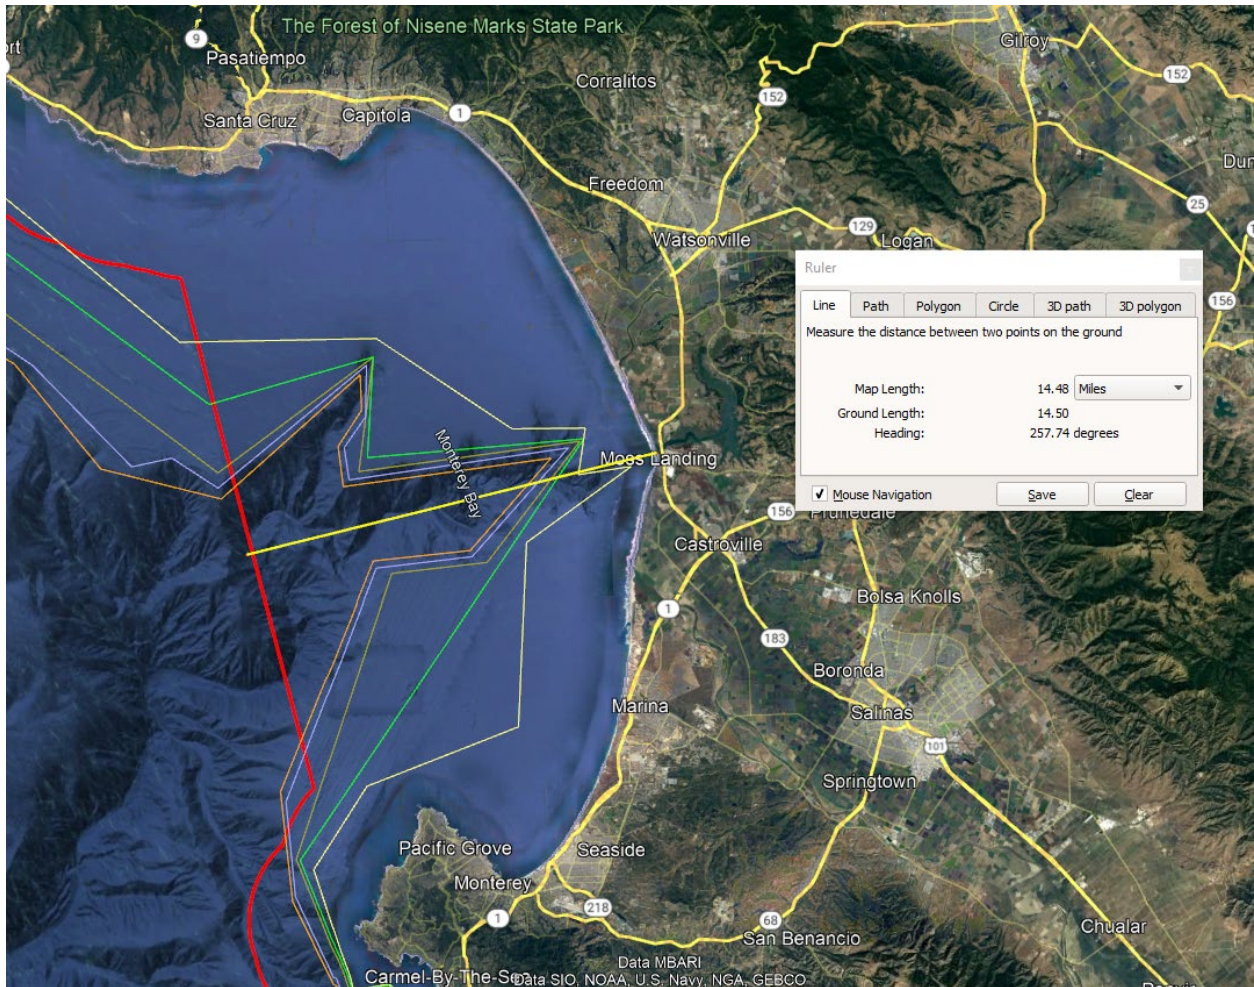 The Forest of Nisene Marks State Park
9
Pasatiempo
Gilroy
152
Corralitos
152
Santa Cruz
Capitola
1
Freedom
25
129
Watsonville
Logan
Ruler
Line Path Polygon Circle 3D path 3D polygon
Measure the distance between two points on the ground
156
Map Length: 14.48 Miles
Ground Length: 14.50
Heading: 257.74 degrees
Mouse Navigation Save Clear
Monterey Bay
Moss Landing
156
Prunedale
Castroville
Bolsa Knolls
1
183
Boronda
Marina
Salinas
101
Springtown
Pacific Grove
Seaside
Monterey
1
218
68
San Benancio
Chualar
Data MBARI
Carmel-By-The-Sea
Data SIO, NOAA, U.S. Navy, NGA, GEBCO